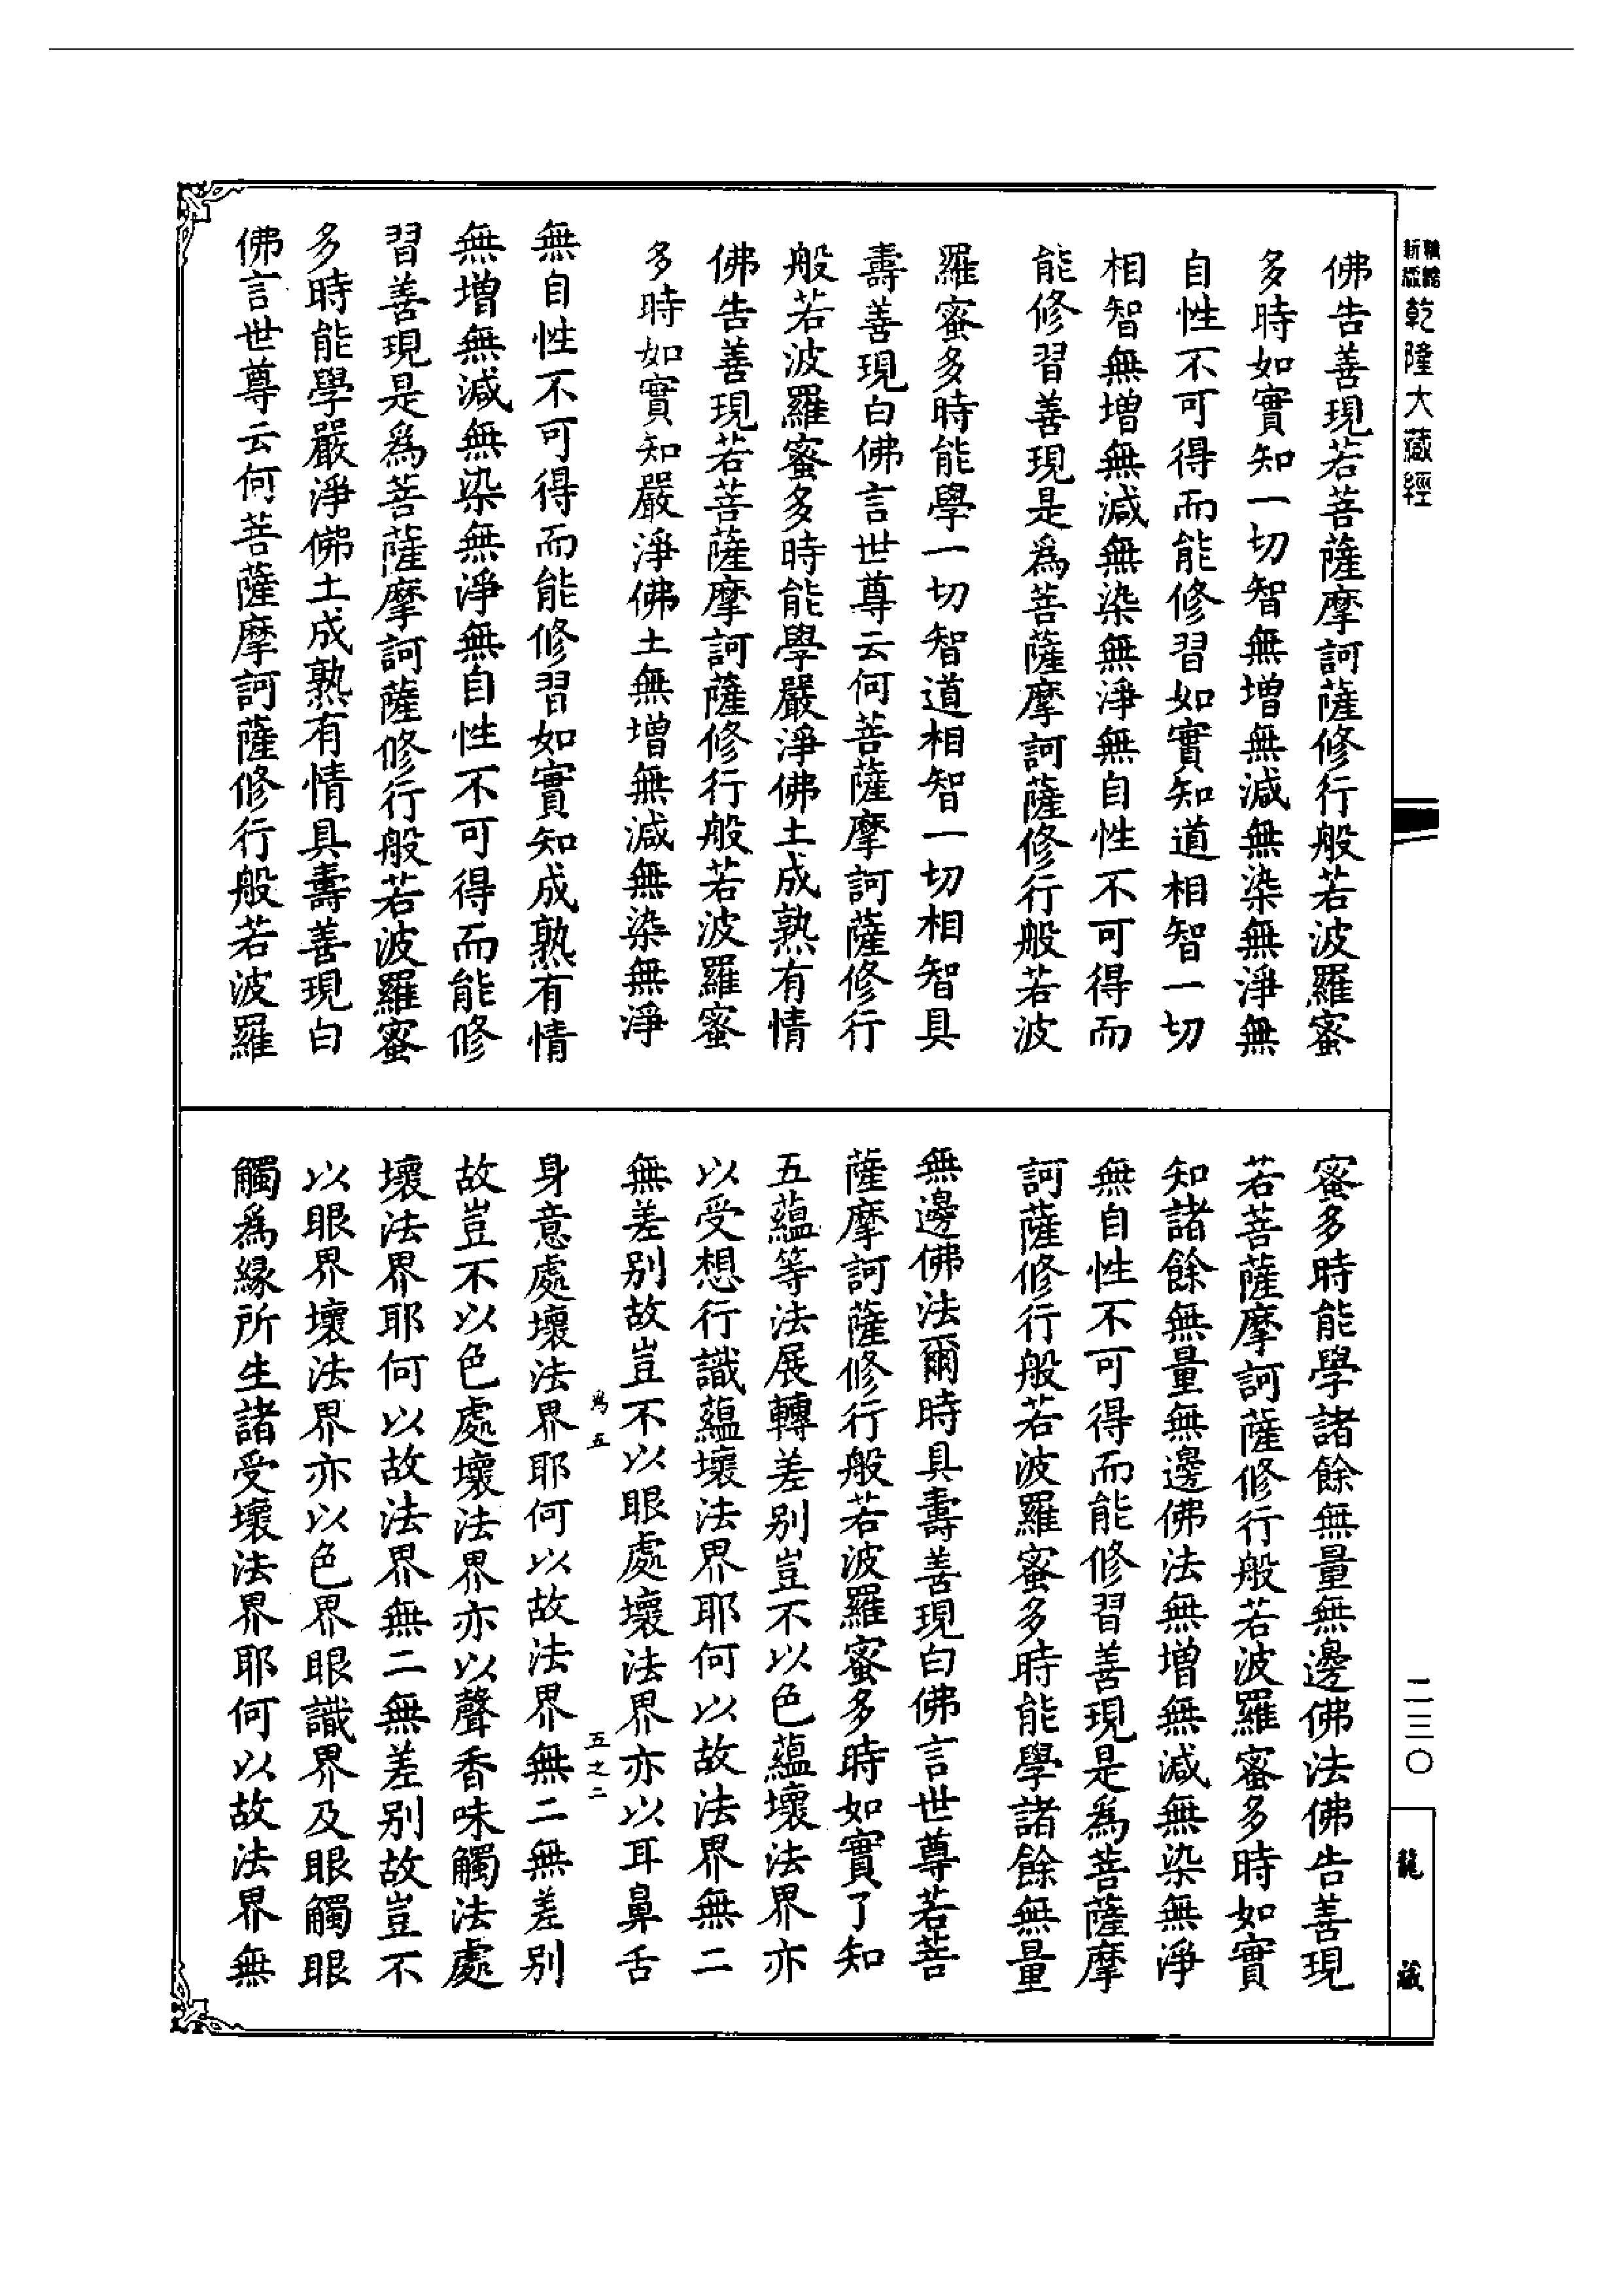 新編縮版
乾隆大藏經
佛告善現若菩薩摩訶薩修行般若波羅蜜
多時如實知一切智無增無減無染無淨無
自性不可得而能修習如實知道相智一切
相智無增無減無染無淨無自性不可得而
能修習善現是為菩薩摩訶薩修行般若波
羅蜜多時能學一切智道相智一切相智具
壽善現白佛言世尊云何菩薩摩訶薩修行
般若波羅蜜多時能學嚴淨佛土成熟有情
佛告善現若菩薩摩訶薩修行般若波羅蜜
多時如實知嚴淨佛土無增無減無染無淨
無自性不可得而能修習如實知成熟有情
無增無減無染無淨無自性不可得而能修
習善現是為菩薩摩訶薩修行般若波羅蜜
多時能學嚴淨佛土成熟有情具壽善現白
佛言世尊云何菩薩摩訶薩修行般若波羅
蜜多時能學諸餘無量無邊佛法佛告善現
若菩薩摩訶薩修行般若波羅蜜多時如實
知諸餘無量無邊佛法無增無減無染無淨
無自性不可得而能修習善現是為菩薩摩
訶薩修行般若波羅蜜多時能學諸餘無量
無邊佛法爾時具壽善現白佛言世尊若菩
薩摩訶薩修行般若波羅蜜多時如實了知
五蘊等法展轉差別豈不以色蘊壞法界亦
以受想行識蘊壞法界耶何以故法界無二
無差別故豈不以眼處壞法界亦以耳鼻舌
為五
五之二
身意處壞法界耶何以故法界無二無差別
故豈不以色處壞法界亦以聲香味觸法處
壞法界耶何以故法界無二無差別故豈不
以眼界壞法界亦以色界眼識界及眼觸眼
觸為緣所生諸受壞法界耶何以故法界無
二三〇
龍藏